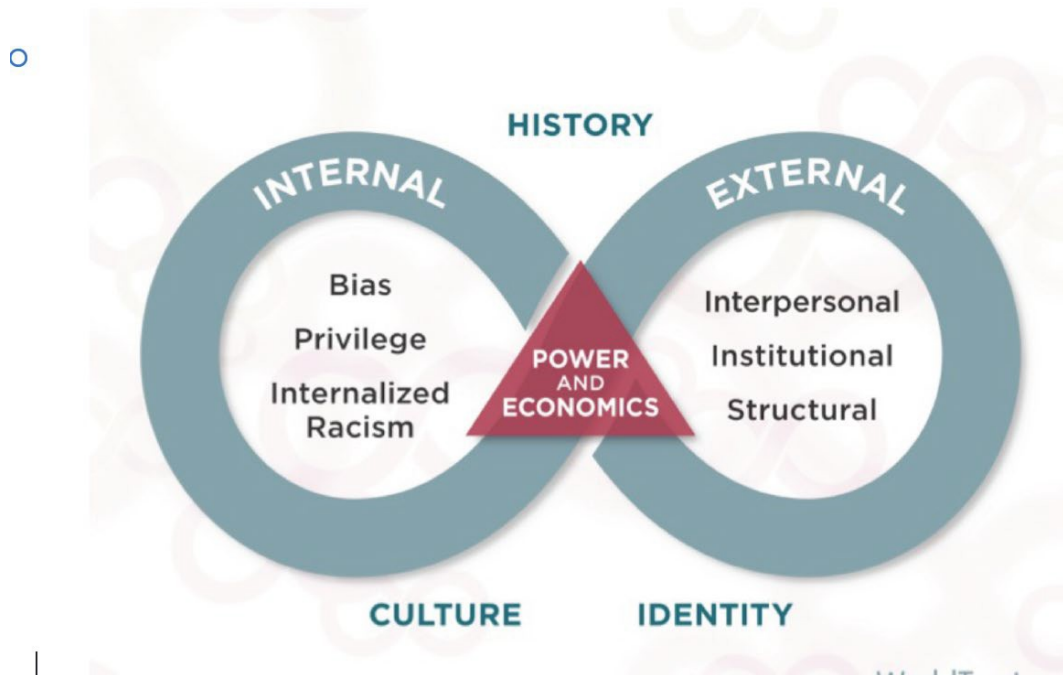 HISTORY
INTERNAL
EXTERNAL
Bias
Privilege
Internalized
Racism
POWER
AND
ECONOMICS
Interpersonal
Institutional
Structural
CULTURE
IDENTITY